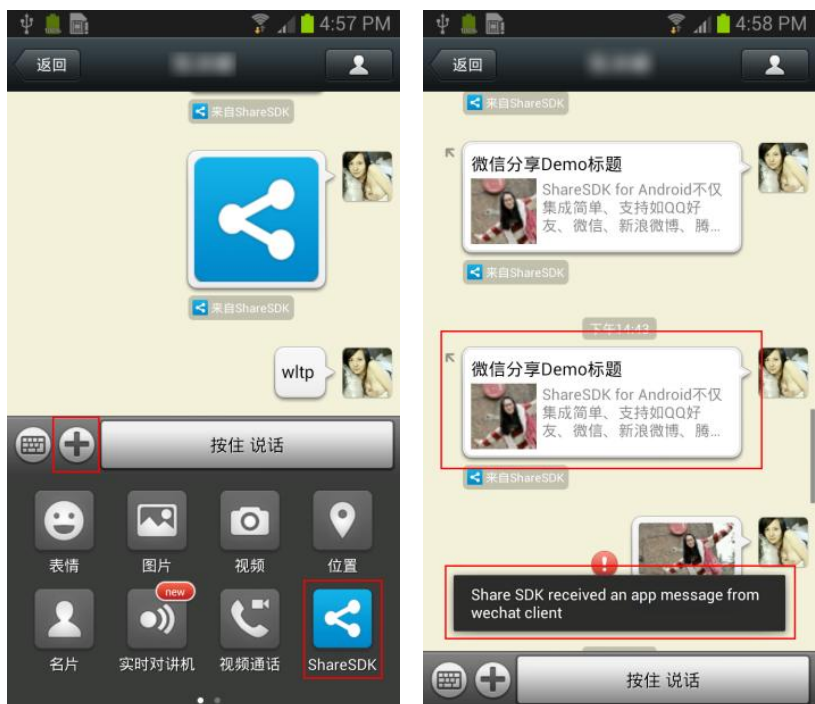 4:57 PM
返回
来自ShareSDK
来自ShareSDK
wltp
按住 说话
表情
图片
视频
位置
new
名片
实时对讲机
视频通话
ShareSDK
4:58 PM
返回
来自ShareSDK
微信分享Demo标题
ShareSDK for Android不仅
集成简单、支持如QQ好
友、微信、新浪微博、腾...
来自ShareSDK
下午14:43
微信分享Demo标题
ShareSDK for Android不仅
集成简单、支持如QQ好
友、微信、新浪微博、腾...
来自ShareSDK
Share SDK received an app message from
wechat client
按住 说话